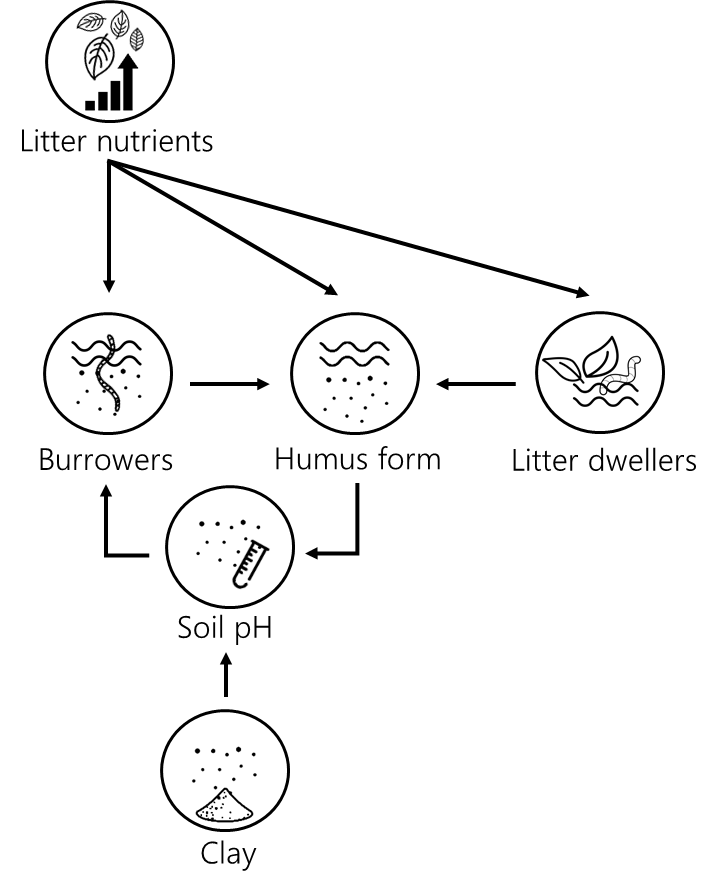 Litter nutrients
Burrowers
Humus form
Litter dwellers
Soil pH
Clay